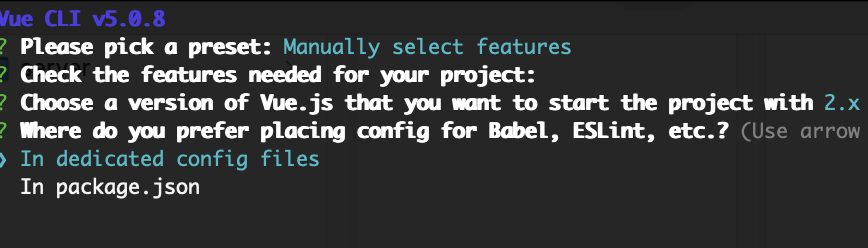 Vue CLI v5.0.8
? Please pick a preset: Manually select features
? Check the features needed for your project:
? Choose a version of Vue.js that you want to start the project with 2.x
? Where do you prefer placing config for Babel, ESLint, etc.? (Use arrow
❯ In dedicated config files
In package.json